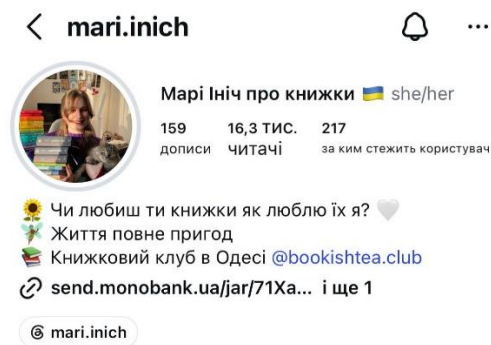 mari.inich
Марі Ініч про книжки 🇺🇦 she/her
159 16,3 ТИС. 217
дописи читачі за ким стежить користувач
🌻 Чи любиш ти книжки як люблю їх я? 🤍
🧚 Життя повне пригод
📚 Книжковий клуб в Одесі @bookishtea.club
send.monobank.ua/jar/71Xa... і ще 1
mari.inich